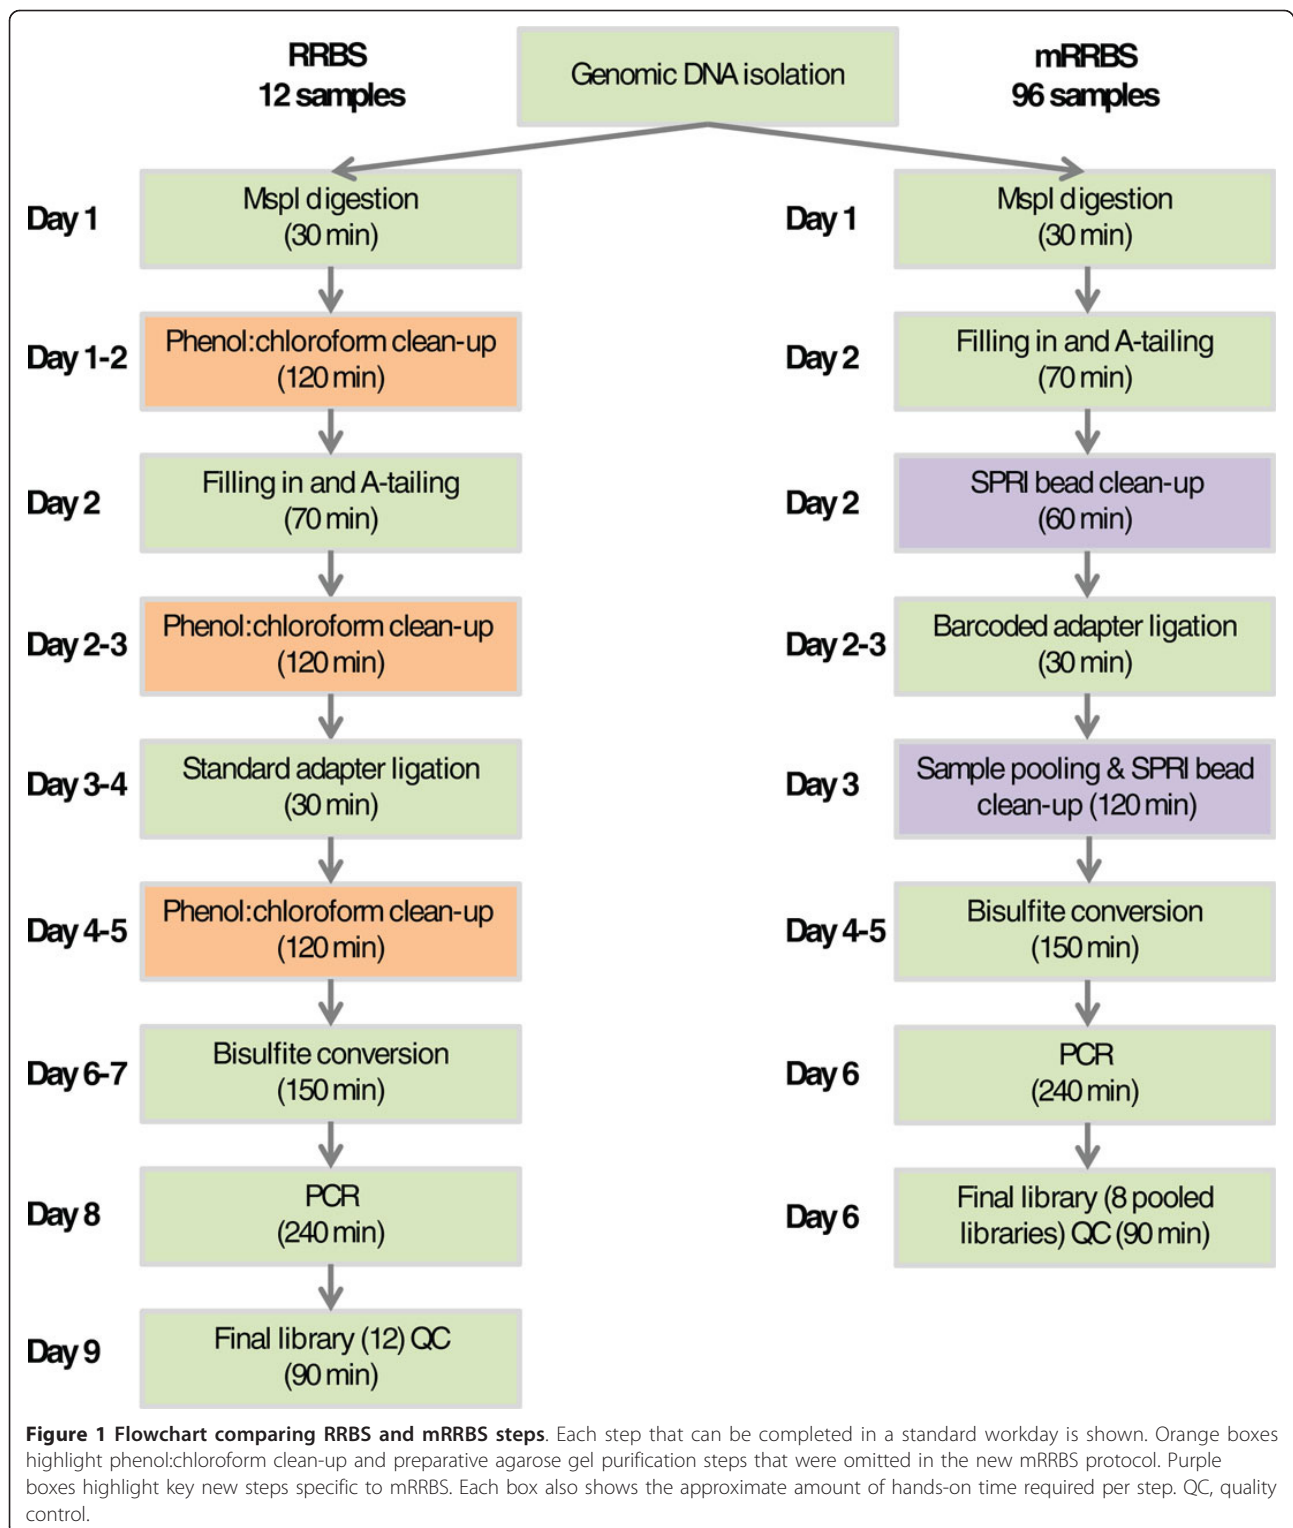 RRBS
12 samples
Genomic DNA isolation
mRRBS
96 samples
Day 1
MspI digestion
(30 min)
Day 1-2
Phenol:chloroform clean-up
(120 min)
Day 2
Filling in and A-tailing
(70 min)
Day 2-3
Phenol:chloroform clean-up
(120 min)
Day 3-4
Standard adapter ligation
(30 min)
Day 4-5
Phenol:chloroform clean-up
(120 min)
Day 6-7
Bisulfite conversion
(150 min)
Day 8
PCR
(240 min)
Day 9
Final library (12) QC
(90 min)
Day 1
MspI digestion
(30 min)
Day 2
Filling in and A-tailing
(70 min)
Day 2
SPRI bead clean-up
(60 min)
Day 2-3
Barcoded adapter ligation
(30 min)
Day 3
Sample pooling & SPRI bead
clean-up (120 min)
Day 4-5
Bisulfite conversion
(150 min)
Day 6
PCR
(240 min)
Day 6
Final library (8 pooled
libraries) QC (90 min)
Figure 1 Flowchart comparing RRBS and mRRBS steps. Each step that can be completed in a standard workday is shown. Orange boxes
highlight phenol:chloroform clean-up and preparative agarose gel purification steps that were omitted in the new mRRBS protocol. Purple
boxes highlight key new steps specific to mRRBS. Each box also shows the approximate amount of hands-on time required per step. QC, quality
control.